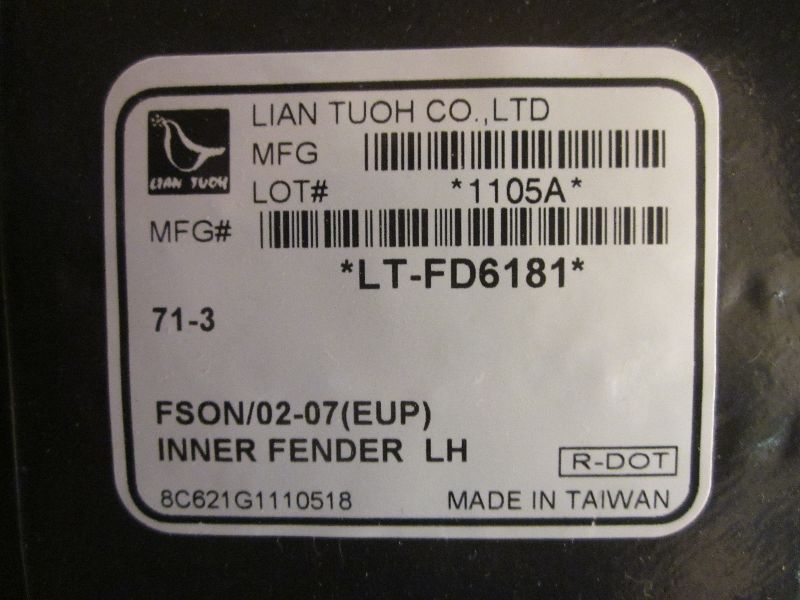 LIAN TUOH CO.,LTD
LIAN TUOH
MFG
LOT# *1105A*
MFG#
*LT-FD6181*
71-3
FSON/02-07(EUP)
INNER FENDER LH
R-DOT
8C621G1110518 MADE IN TAIWAN